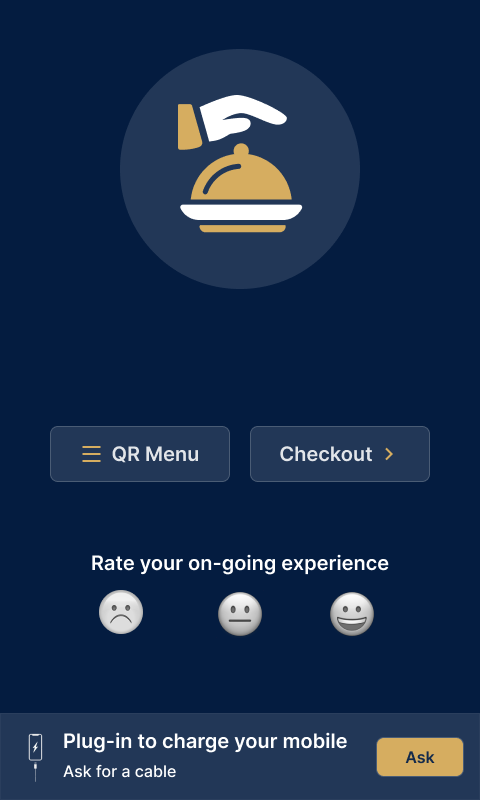 QR Menu
Checkout
Rate your on-going experience
Plug-in to charge your mobile
Ask for a cable
Ask